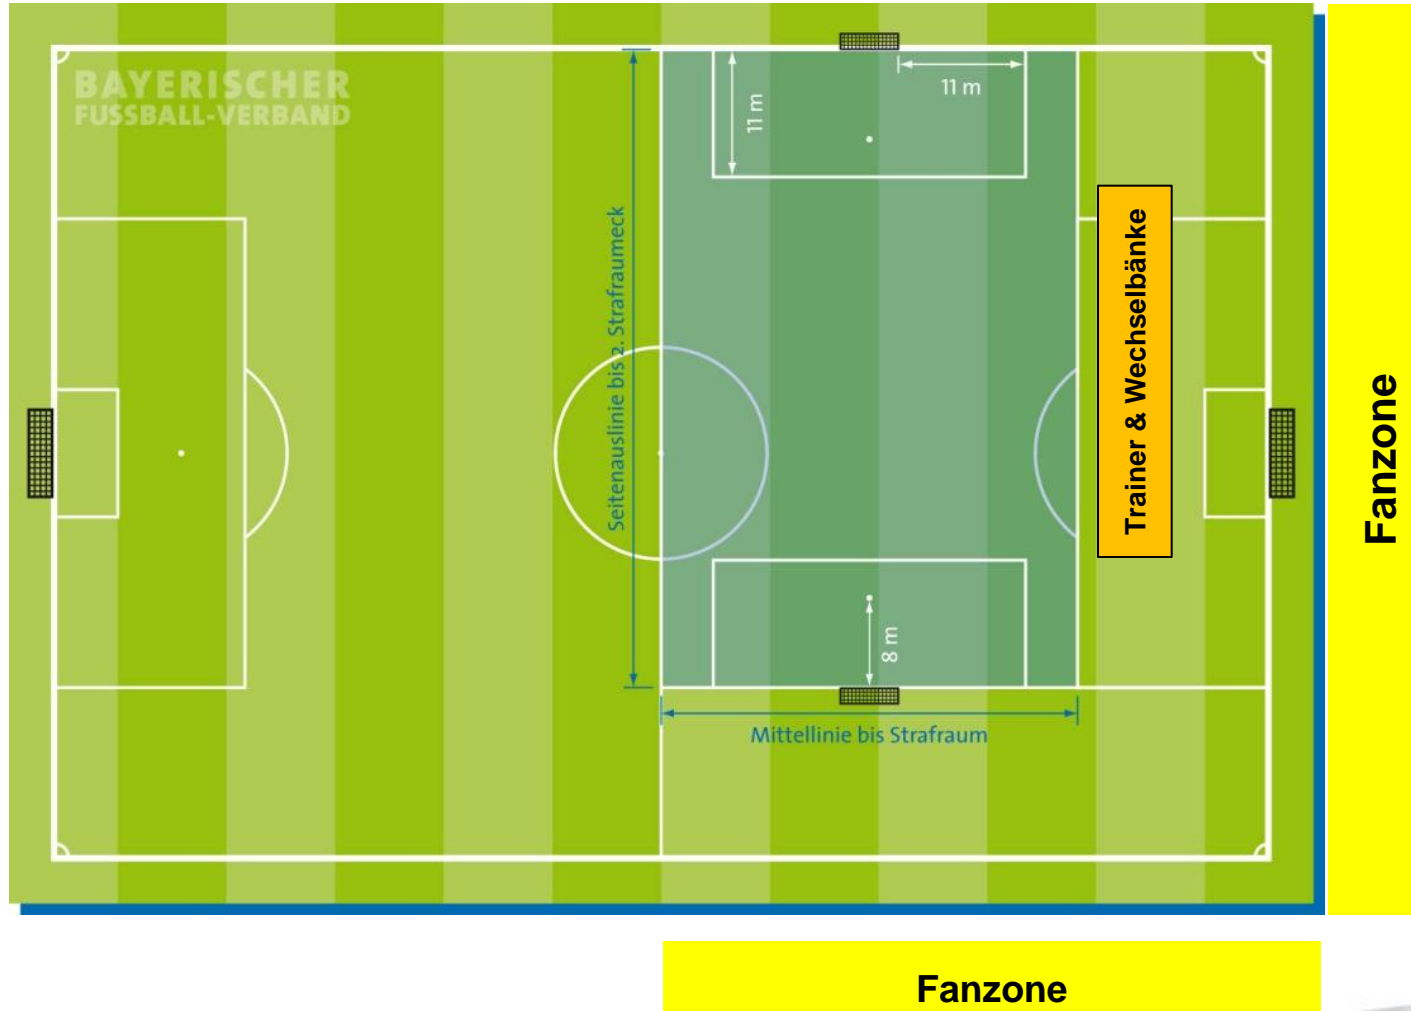 BAYERISCHER
FUSSBALL-VERBAND
11 m
11 m
Seitenauslinie bis 2. Strafraumeck
Trainer & Wechselbänke
Fanzone
8 m
Mittellinie bis Strafraum
Fanzone